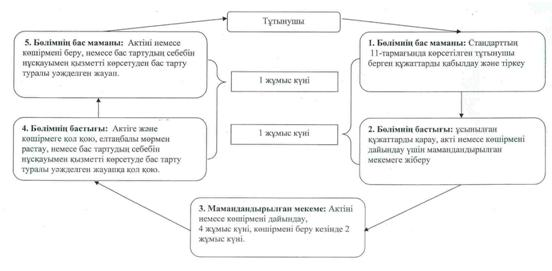 Тұтынушы
5. Бөлімнің бас маманы: Актіні немесе
көшірмені беру, немесе бас тартудың себебін
нұсқауымен қызметті көрсетуден бас тарту
туралы уәжделген жауап.
1. Бөлімнің бас маманы: Стандарттың
11-тармағында көрсетілген тұтынушы
берген құжаттарды қабылдау және тіркеу
1 жұмыс күні
1 жұмыс күні
4. Бөлімнің бастығы: Актіге және
көшірмеге қол қою, елтаңбалы мөрмен
растау, немесе бас тартудың себебін
нұсқауымен қызметті көрсетуде бас тарту
туралы уәжделген жауапқа қол қою.
2. Бөлімнің бастығы: ұсынылған
құжаттарды қарау, акті немесе көшірмені
дайындау үшін мамандандырылған
мекемеге жіберу
3. Мамандандырылған мекеме: Актіні
немесе көшірмені дайындау,
4 жұмыс күні, көшірмені беру кезінде 2
жұмыс күні.